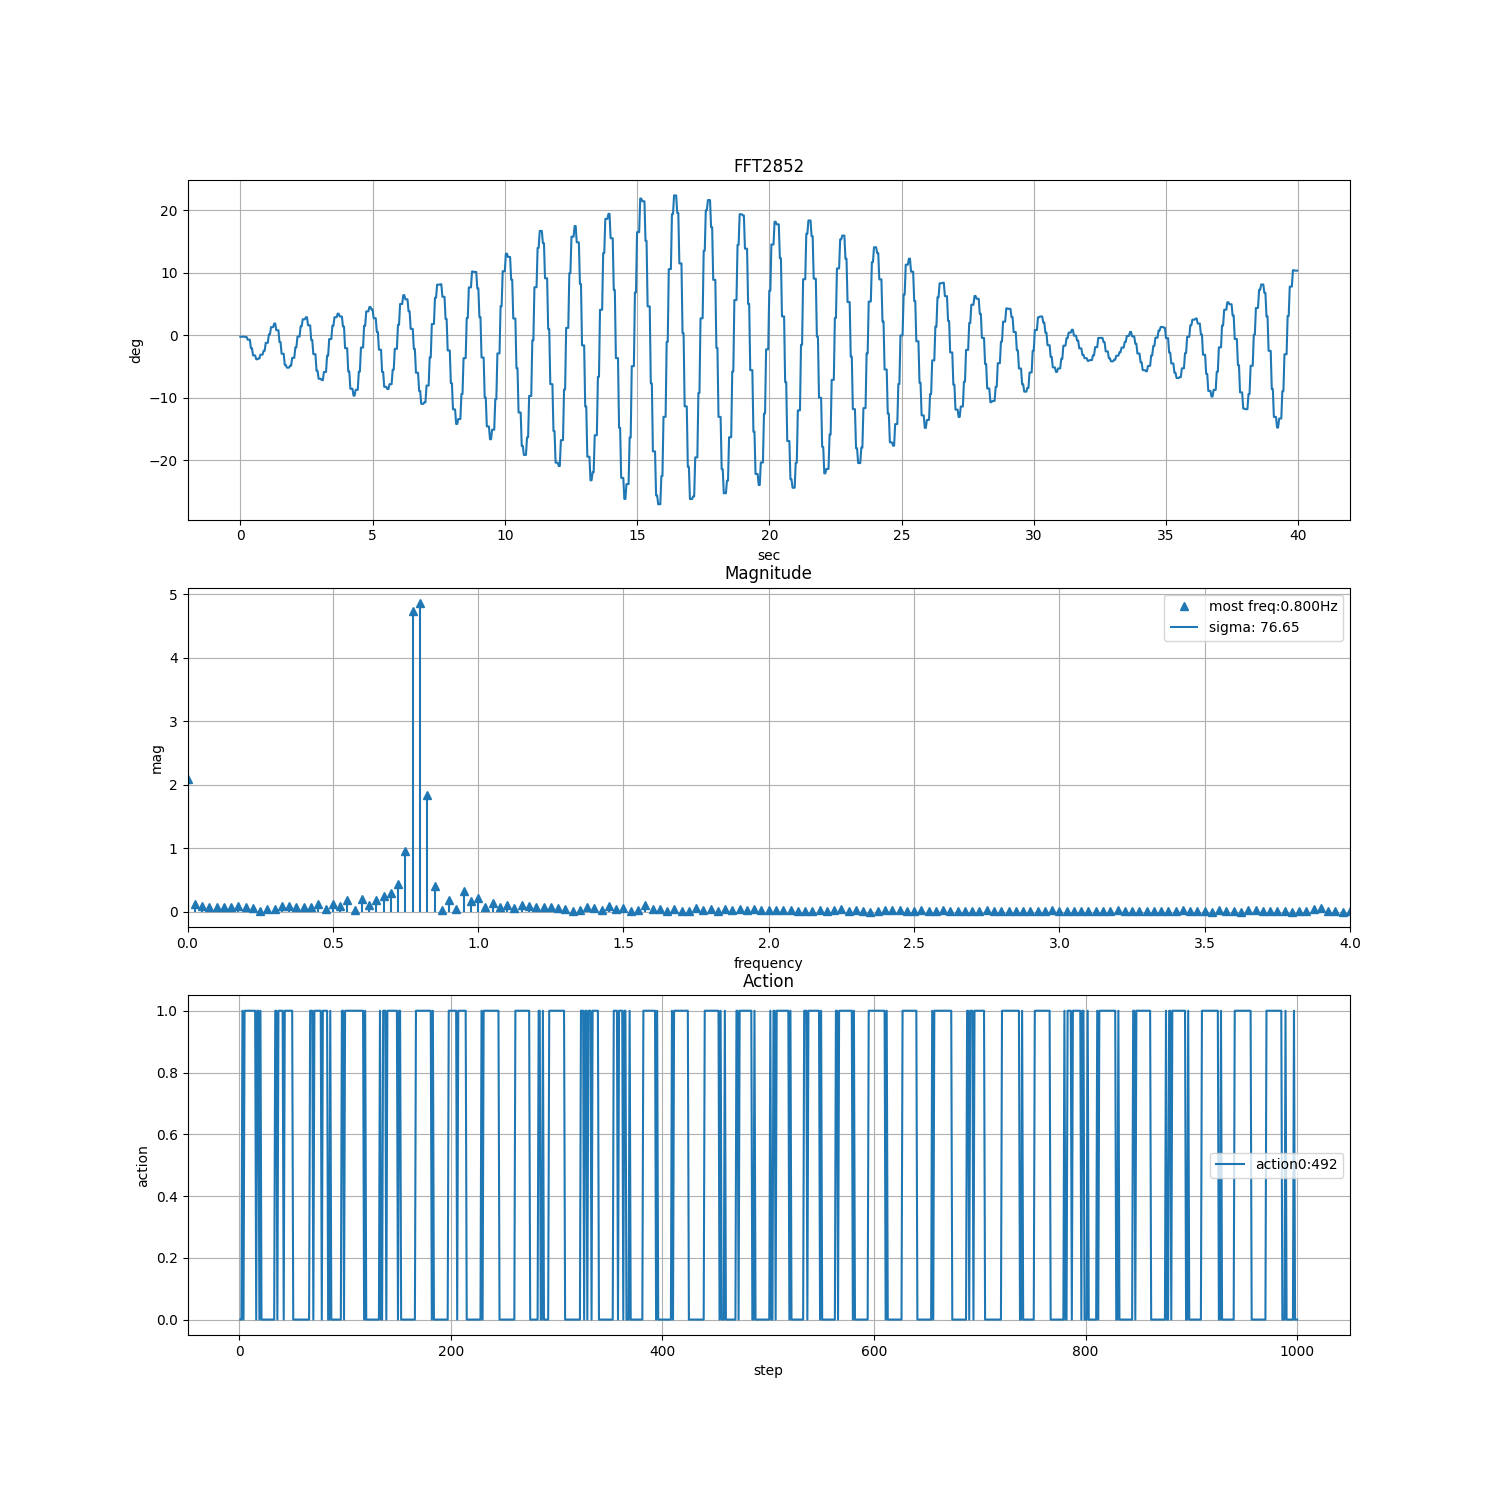 FFT2852
20
10
0
−10
−20
deg
0 5 10 15 20 25 30 35 40
sec
Magnitude
5
4
3
2
1
0
mag
most freq:0.800Hz
sigma: 76.65
0.0 0.5 1.0 1.5 2.0 2.5 3.0 3.5 4.0
frequency
Action
1.0
0.8
0.6
0.4
0.2
0.0
action
action0:492
0 200 400 600 800 1000
step